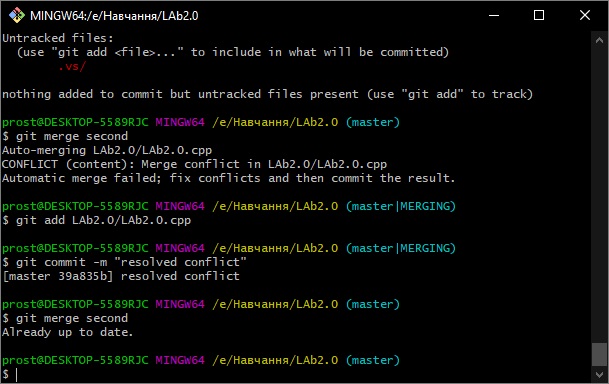 MINGW64:/e/Навчання/LAb2.0
Untracked files:
  (use "git add <file>..." to include in what will be committed)
        .vs/
nothing added to commit but untracked files present (use "git add" to track)
prost@DESKTOP-5589RJC MINGW64 /e/Навчання/LAb2.0 (master)
$ git merge second
Auto-merging LAb2.0/LAb2.0.cpp
CONFLICT (content): Merge conflict in LAb2.0/LAb2.0.cpp
Automatic merge failed; fix conflicts and then commit the result.
prost@DESKTOP-5589RJC MINGW64 /e/Навчання/LAb2.0 (master|MERGING)
$ git add LAb2.0/LAb2.0.cpp
prost@DESKTOP-5589RJC MINGW64 /e/Навчання/LAb2.0 (master|MERGING)
$ git commit -m "resolved conflict"
[master 39a835b] resolved conflict
prost@DESKTOP-5589RJC MINGW64 /e/Навчання/LAb2.0 (master)
$ git merge second
Already up to date.
prost@DESKTOP-5589RJC MINGW64 /e/Навчання/LAb2.0 (master)
$